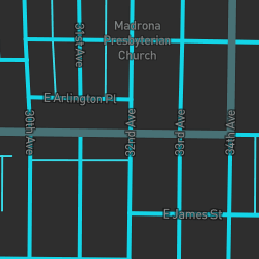 Madrona
Presbyterian
Church
31st Ave
E Arlington Pl
30th Ave
32nd Ave
33rd Ave
34th Ave
E James St